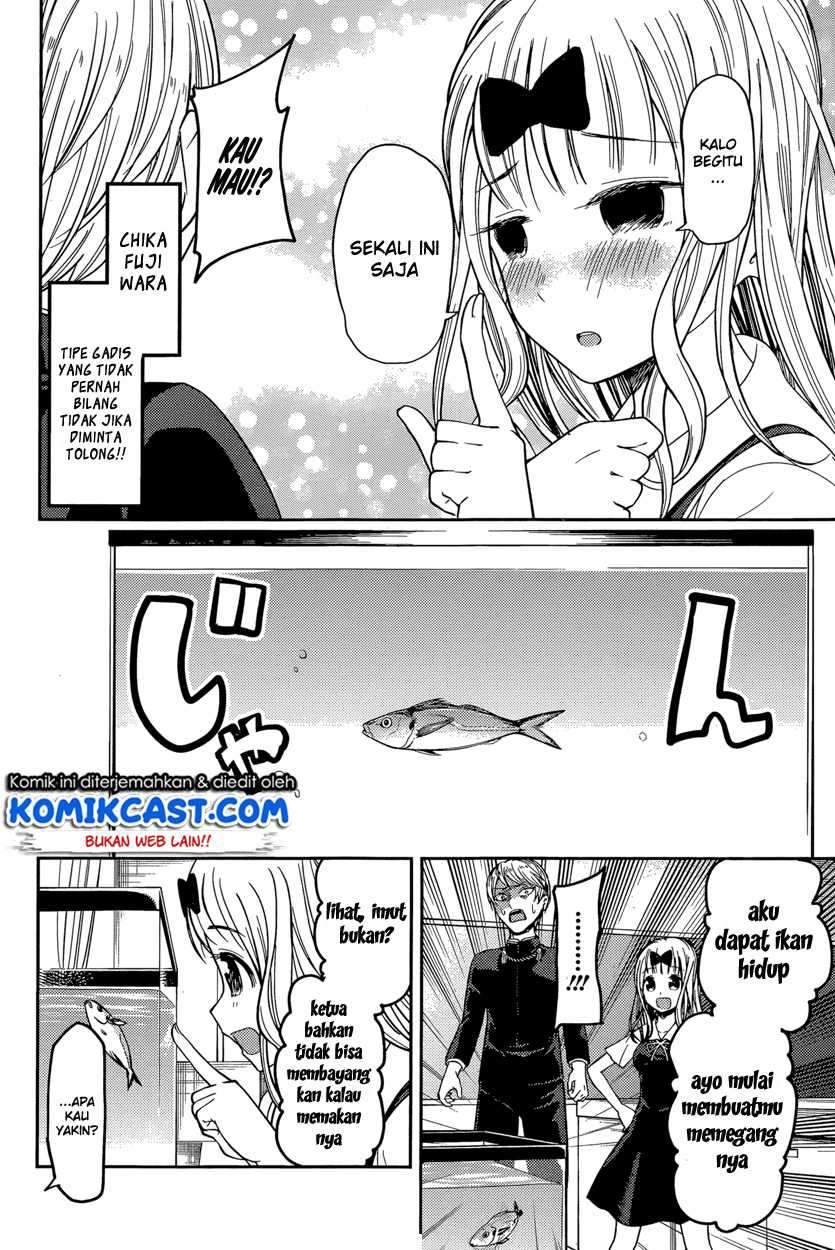 KALO
BEGITU
...
SEKALI INI
SAJA
KAU
MAU!?
CHIKA
FUJI
WARA
TIPE GADIS
YANG TIDAK
PERNAH
BILANG
TIDAK JIKA
DIMINTA
TOLONG!!
じゃん
Komik ini diterjemahkan & diedit oleh
KOMIKCAST.COM
BUKAN WEB LAIN!!
aku
dapat ikan
hidup
.........!!!!
ayo mulai
membuatmu
memegang
nya
lihat, imut
bukan?
ketua
bahkan
tidak bisa
membayang
kan kalau
memakan
nya
...APA
KAU
YAKIN?